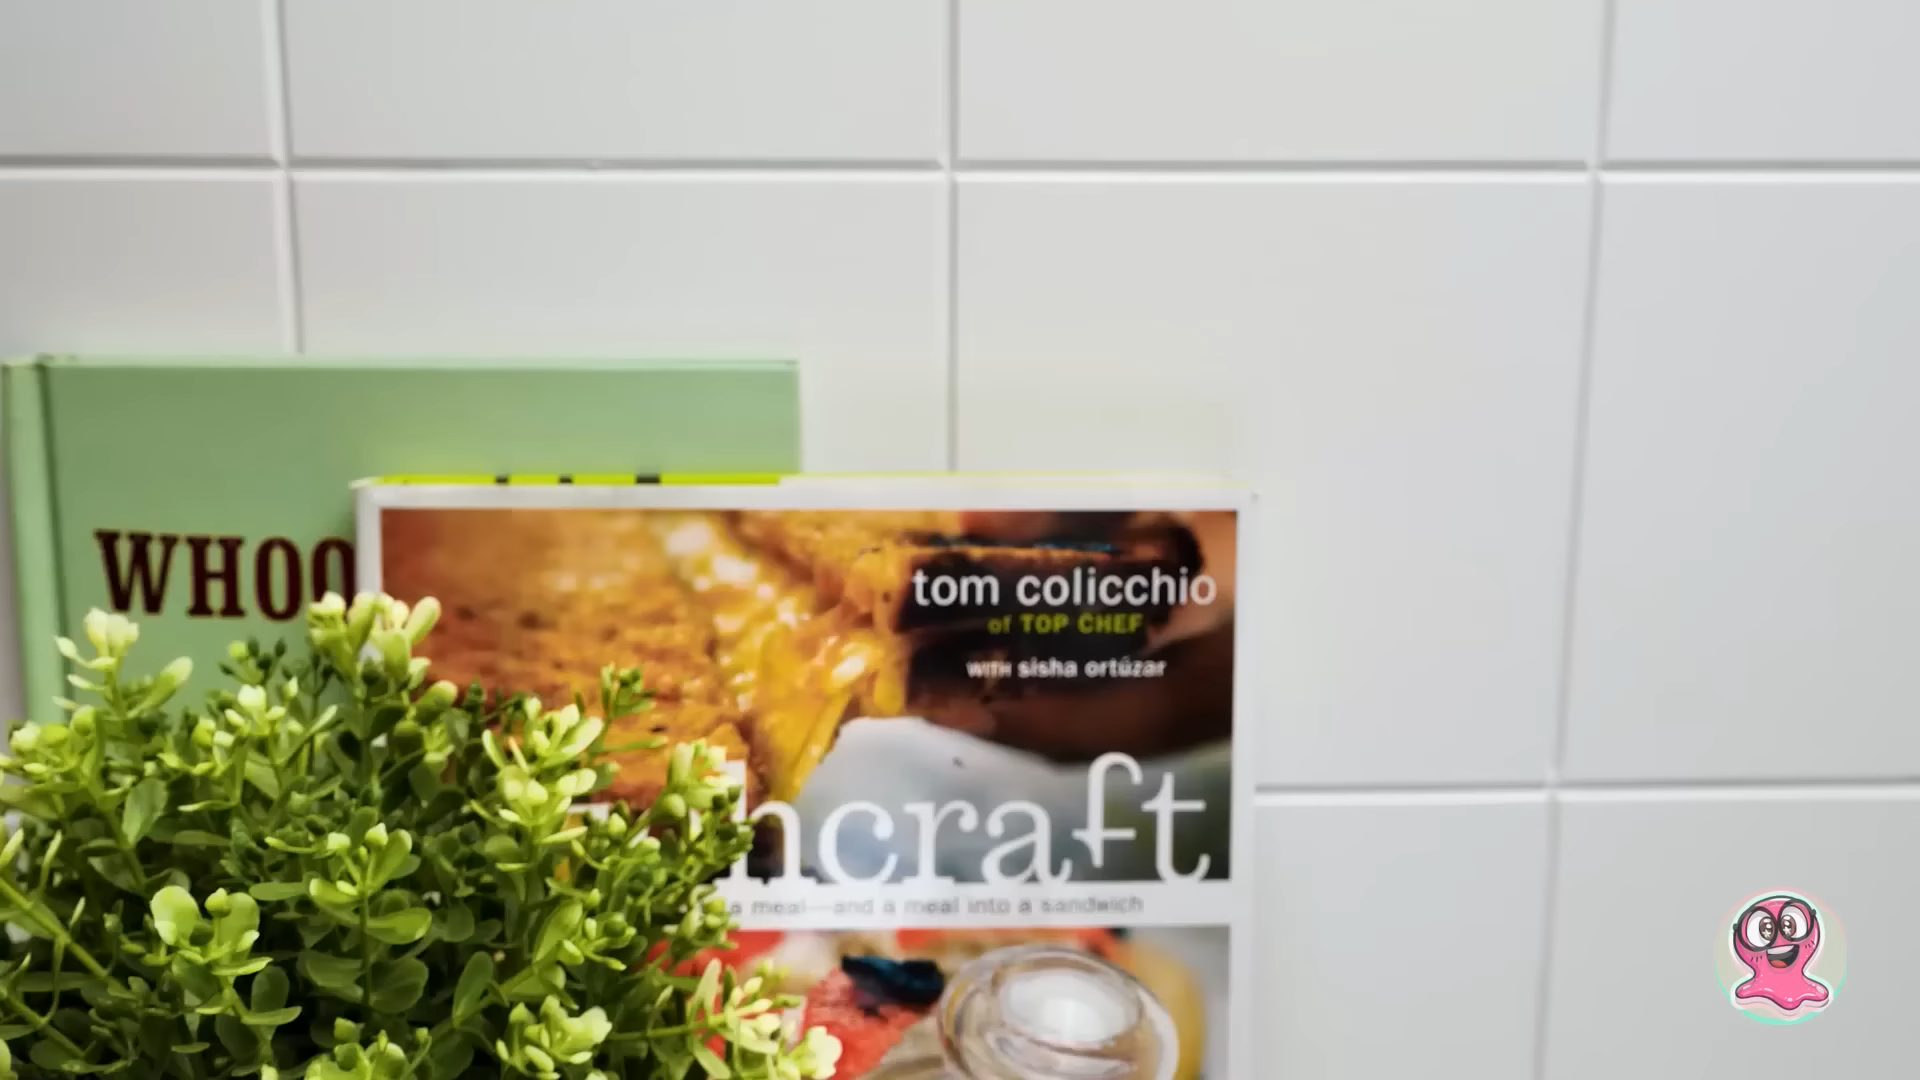 WHOO
tom colicchio
of TOP CHEF
WITH sisha ortúzar
hcraft
a meal—and a meal into a sandwich